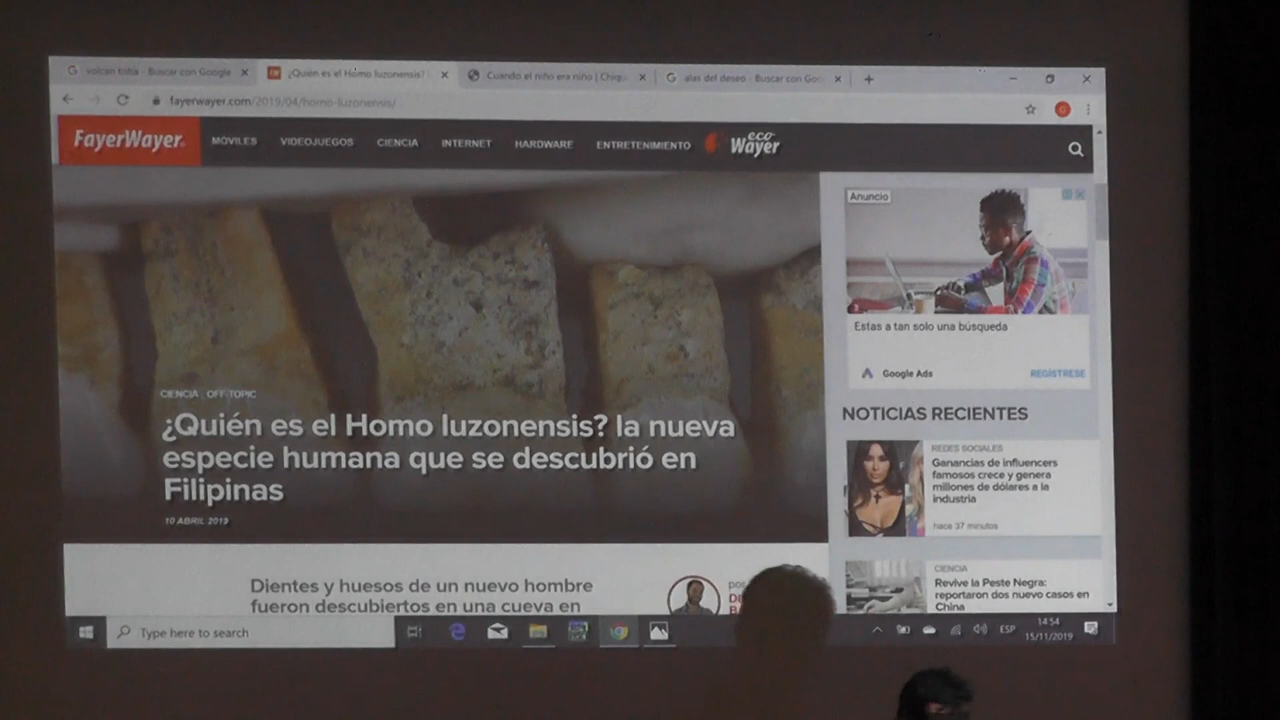 volcan toba - Buscar con Google
¿Quién es el Homo luzonensis?
Cuando el niño era niño | Chiqu
alas del deseo - Buscar con Goo
fayerwayer.com/2019/04/homo-luzonensis/
FayerWayer
MÓVILES VIDEOJUEGOS CIENCIA INTERNET HARDWARE ENTRETENIMIENTO
eco
Wayer
CIENCIA OFF-TOPIC
¿Quién es el Homo luzonensis? la nueva
especie humana que se descubrió en
Filipinas
10 ABRIL 2019
Dientes y huesos de un nuevo hombre
fueron descubiertos en una cueva en
por
Anuncio
Estas a tan solo una búsqueda
Google Ads REGÍSTRESE
NOTICIAS RECIENTES
REDES SOCIALES
Ganancias de influencers
famosos crece y genera
millones de dólares a la
industria
hace 37 minutos
CIENCIA
Revive la Peste Negra:
reportaron dos nuevo casos en
China
Type here to search
ESP
14:54
15/11/2019